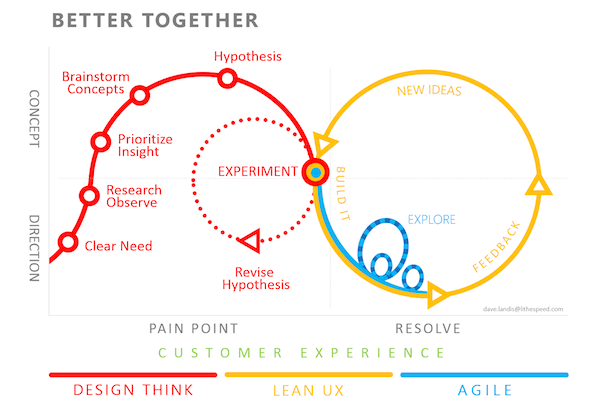 BETTER TOGETHER
CONCEPT
DIRECTION
Hypothesis
Brainstorm
Concepts
Prioritize
Insight
Research
Observe
Clear Need
EXPERIMENT
Revise
Hypothesis
NEW IDEAS
BUILD IT
EXPLORE
FEEDBACK
dave.landis@lithespeed.com
PAIN POINT
RESOLVE
CUSTOMER EXPERIENCE
DESIGN THINK
LEAN UX
AGILE